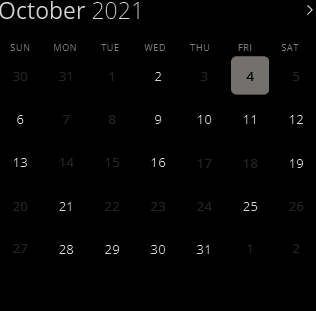 October 2021 >
SUN MON TUE WED THU FRI SAT
30 31 1 2 3 4 5
6 7 8 9 10 11 12
13 14 15 16 17 18 19
20 21 22 23 24 25 26
27 28 29 30 31 1 2